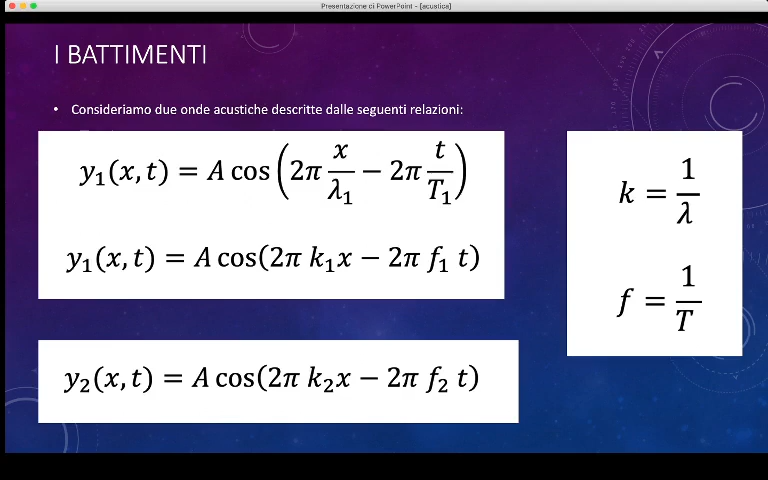 Presentazione di PowerPoint - [acustica]
I BATTIMENTI
• Consideriamo due onde acustiche descritte dalle seguenti relazioni:
y₁(x, t) = A cos(2π x/λ₁ − 2π t/T₁)
y₁(x, t) = A cos(2π k₁x − 2π f₁ t)
y₂(x, t) = A cos(2π k₂x − 2π f₂ t)
k = 1/λ
f = 1/T